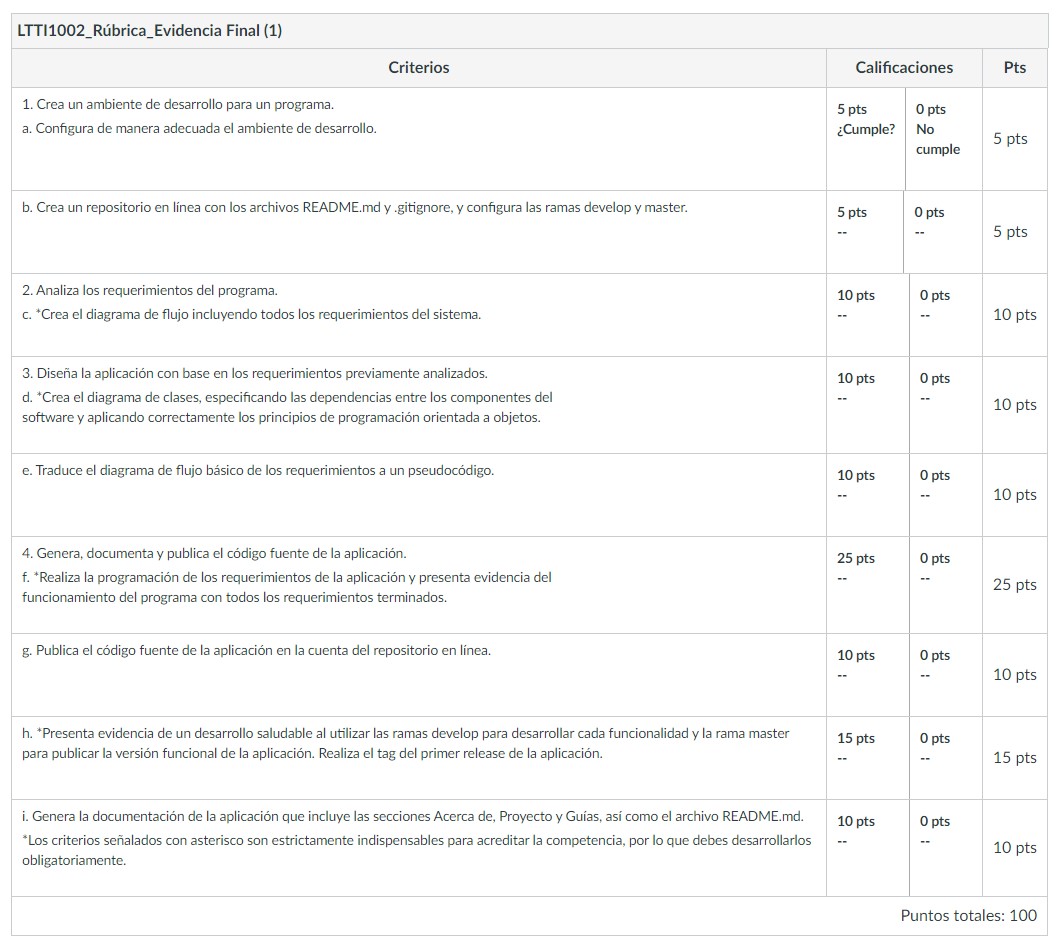 LTTI1002_Rúbrica_Evidencia Final (1)
Criterios
Calificaciones
Pts
1. Crea un ambiente de desarrollo para un programa.
a. Configura de manera adecuada el ambiente de desarrollo.
5 pts
¿Cumple?
0 pts
No
cumple
5 pts
b. Crea un repositorio en línea con los archivos README.md y .gitignore, y configura las ramas develop y master.
5 pts
--
0 pts
--
5 pts
2. Analiza los requerimientos del programa.
c. *Crea el diagrama de flujo incluyendo todos los requerimientos del sistema.
10 pts
--
0 pts
--
10 pts
3. Diseña la aplicación con base en los requerimientos previamente analizados.
d. *Crea el diagrama de clases, especificando las dependencias entre los componentes del
software y aplicando correctamente los principios de programación orientada a objetos.
10 pts
--
0 pts
--
10 pts
e. Traduce el diagrama de flujo básico de los requerimientos a un pseudocódigo.
10 pts
--
0 pts
--
10 pts
4. Genera, documenta y publica el código fuente de la aplicación.
f. *Realiza la programación de los requerimientos de la aplicación y presenta evidencia del
funcionamiento del programa con todos los requerimientos terminados.
25 pts
--
0 pts
--
25 pts
g. Publica el código fuente de la aplicación en la cuenta del repositorio en línea.
10 pts
--
0 pts
--
10 pts
h. *Presenta evidencia de un desarrollo saludable al utilizar las ramas develop para desarrollar cada funcionalidad y la rama master
para publicar la versión funcional de la aplicación. Realiza el tag del primer release de la aplicación.
15 pts
--
0 pts
--
15 pts
i. Genera la documentación de la aplicación que incluye las secciones Acerca de, Proyecto y Guías, así como el archivo README.md.
*Los criterios señalados con asterisco son estrictamente indispensables para acreditar la competencia, por lo que debes desarrollarlos
obligatoriamente.
10 pts
--
0 pts
--
10 pts
Puntos totales: 100